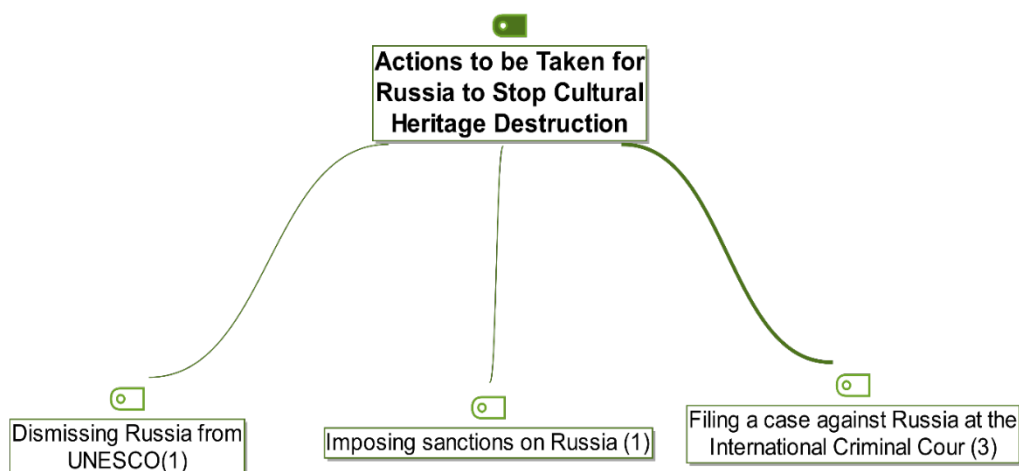 Actions to be Taken for
Russia to Stop Cultural
Heritage Destruction
Dismissing Russia from
UNESCO(1)
Imposing sanctions on Russia (1)
Filing a case against Russia at the
International Criminal Cour (3)